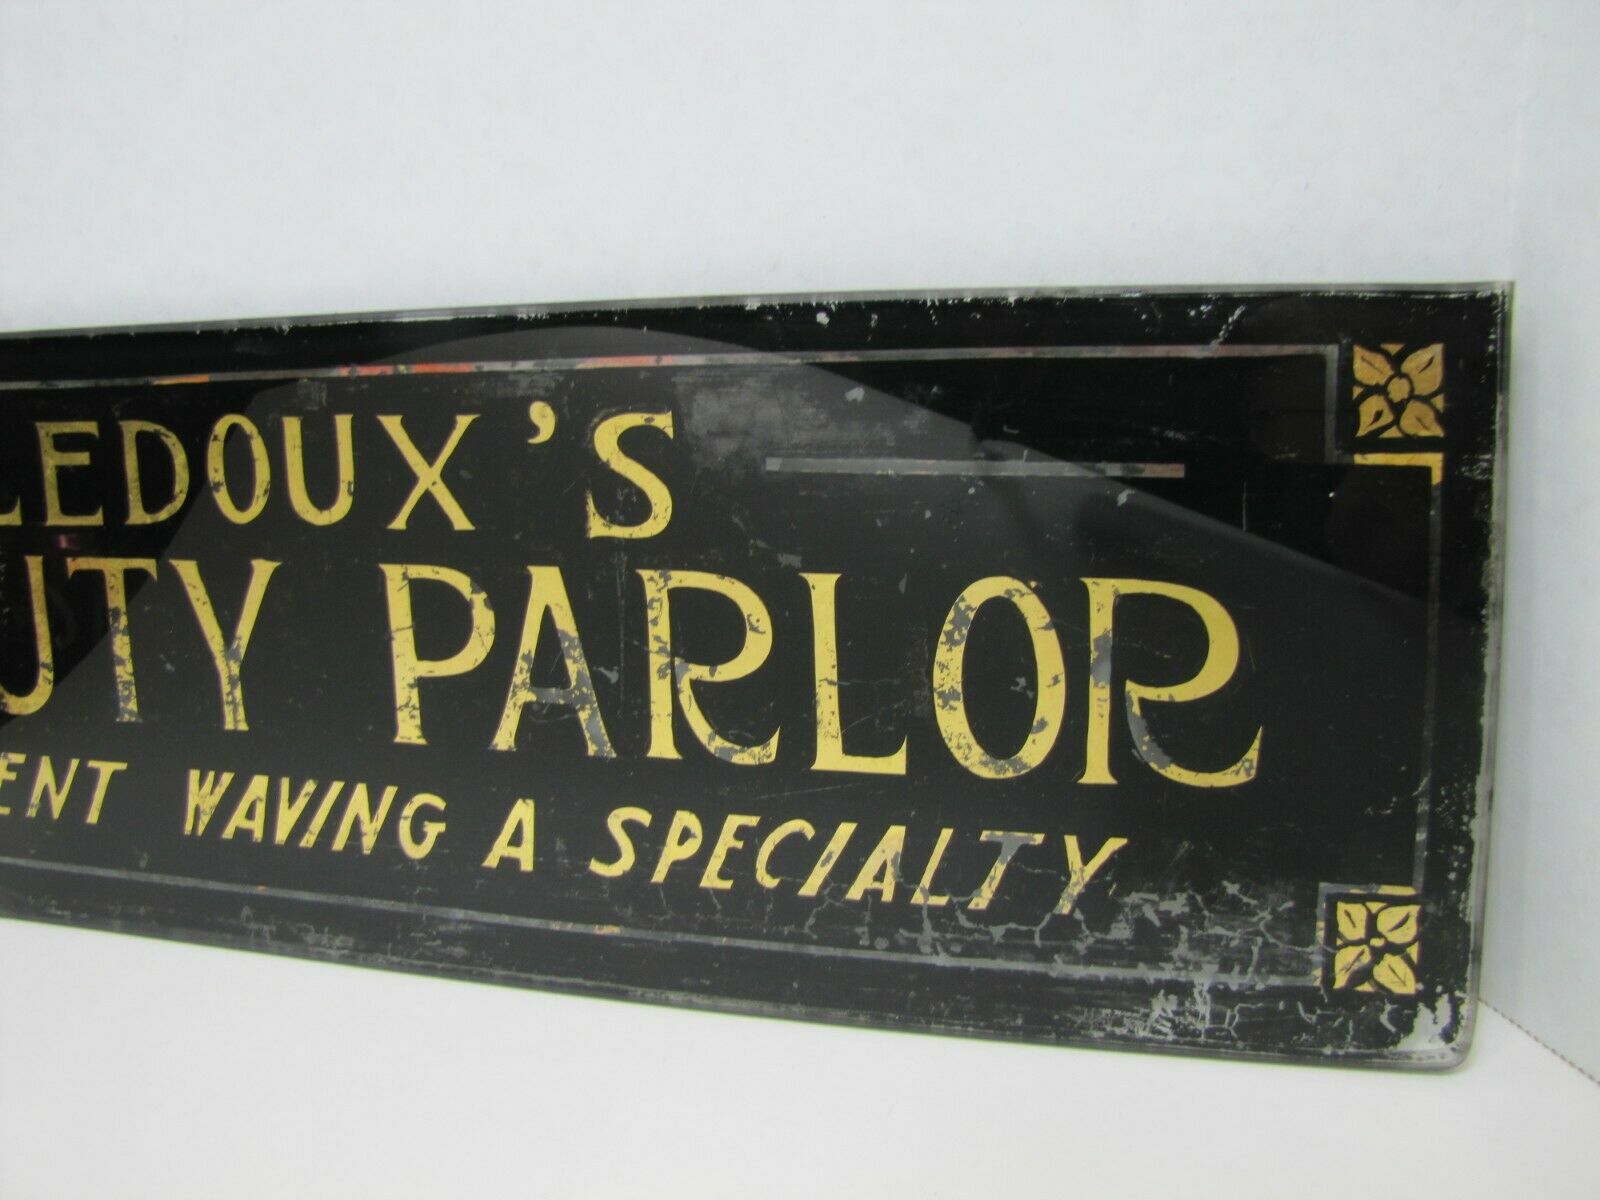 LEDOUX'S
UTY PARLOR
ENT WAVING A SPECIALTY